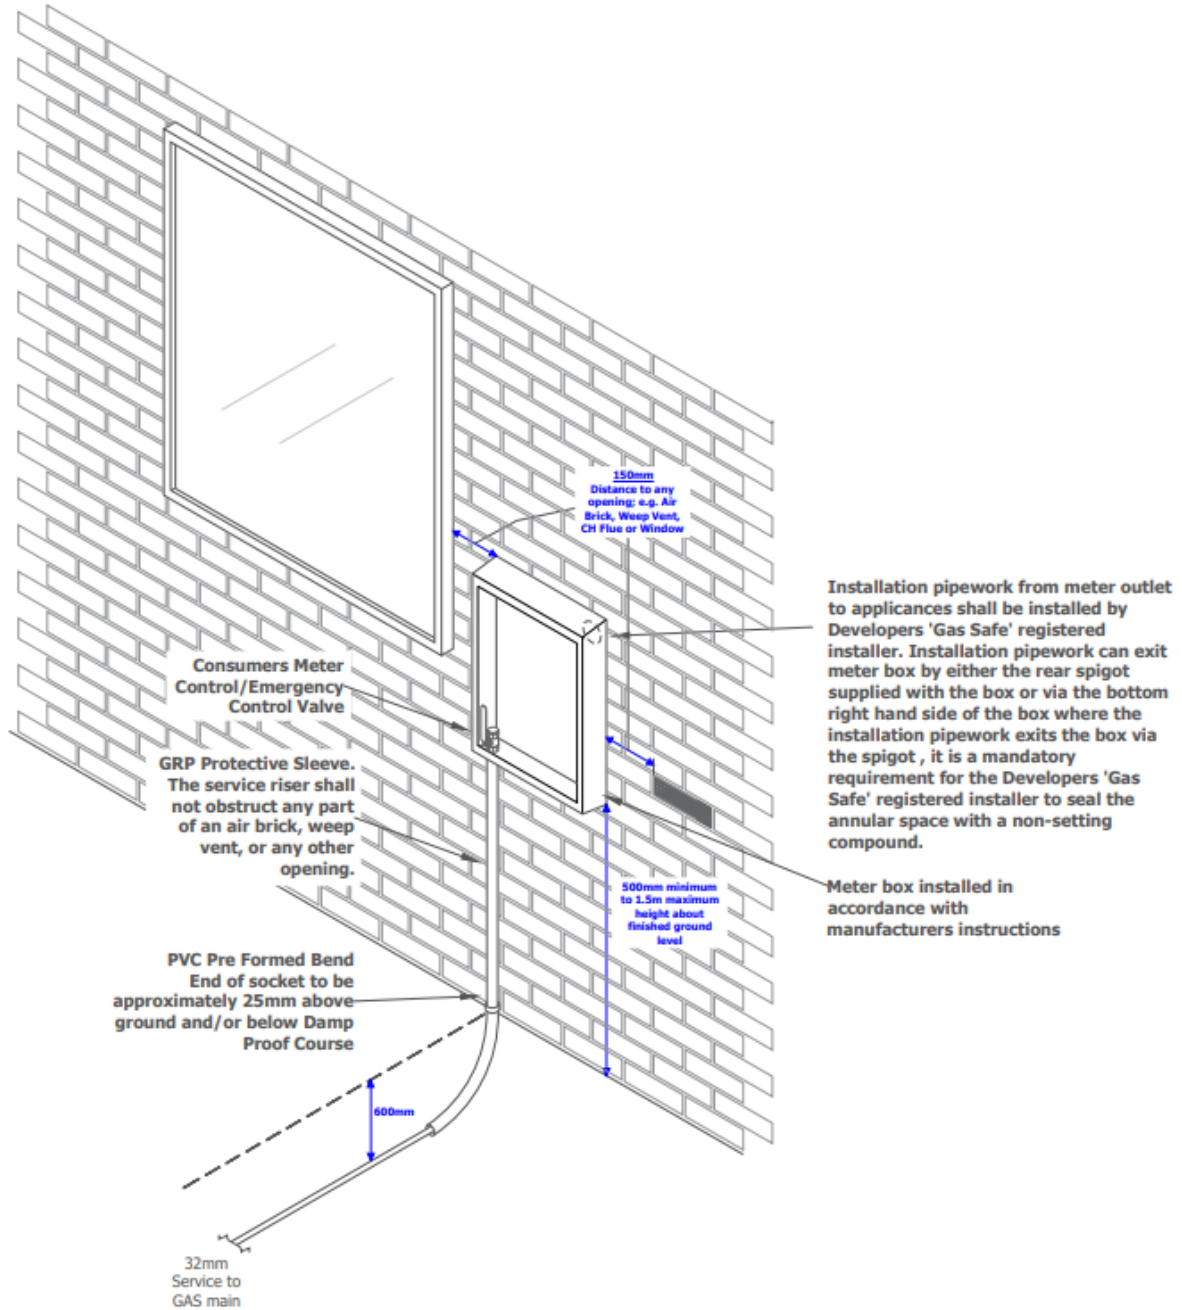 150mm
Distance to any
opening; e.g. Air
Brick, Weep Vent,
CH Flue or Window
Installation pipework from meter outlet
to applicances shall be installed by
Developers 'Gas Safe' registered
installer. Installation pipework can exit
meter box by either the rear spigot
supplied with the box or via the bottom
right hand side of the box where the
installation pipework exits the box via
the spigot , it is a mandatory
requirement for the Developers 'Gas
Safe' registered installer to seal the
annular space with a non-setting
compound.
Consumers Meter
Control/Emergency
Control Valve
GRP Protective Sleeve.
The service riser shall
not obstruct any part
of an air brick, weep
vent, or any other
opening.
500mm minimum
to 1.5m maximum
height about
finished ground
level
Meter box installed in
accordance with
manufacturers instructions
PVC Pre Formed Bend
End of socket to be
approximately 25mm above
ground and/or below Damp
Proof Course
600mm
32mm
Service to
GAS main